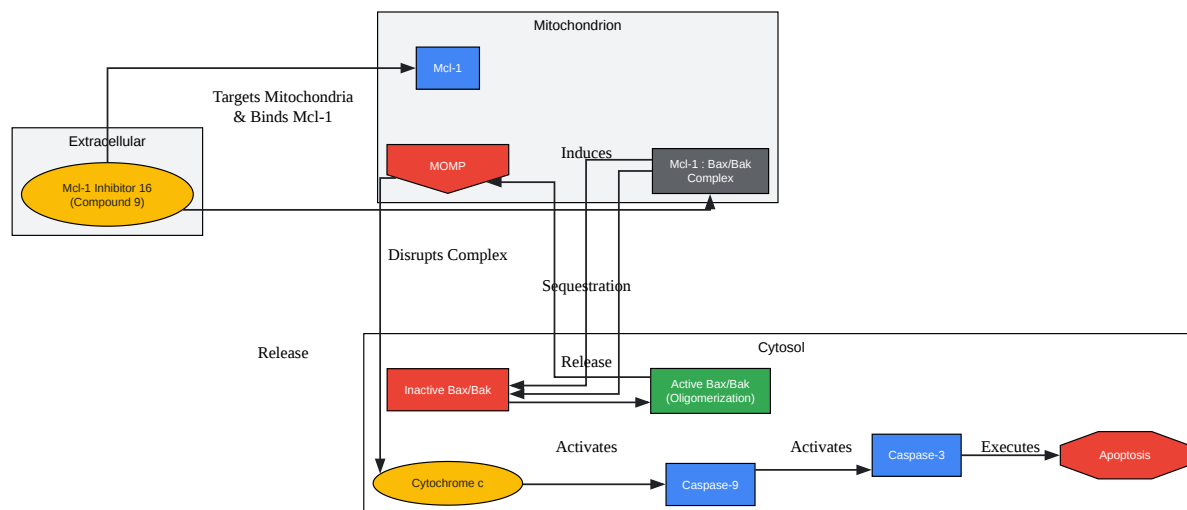 Mitochondrion
Mcl-1
Targets Mitochondria
& Binds Mcl-1
Extracellular
Mcl-1 Inhibitor 16
(Compound 9)
MOMP
Induces
Mcl-1 : Bax/Bak
Complex
Disrupts Complex
Sequestration
Release
Cytosol
Release
Inactive Bax/Bak
Active Bax/Bak
(Oligomerization)
Activates
Activates
Executes
Cytochrome c
Caspase-9
Caspase-3
Apoptosis